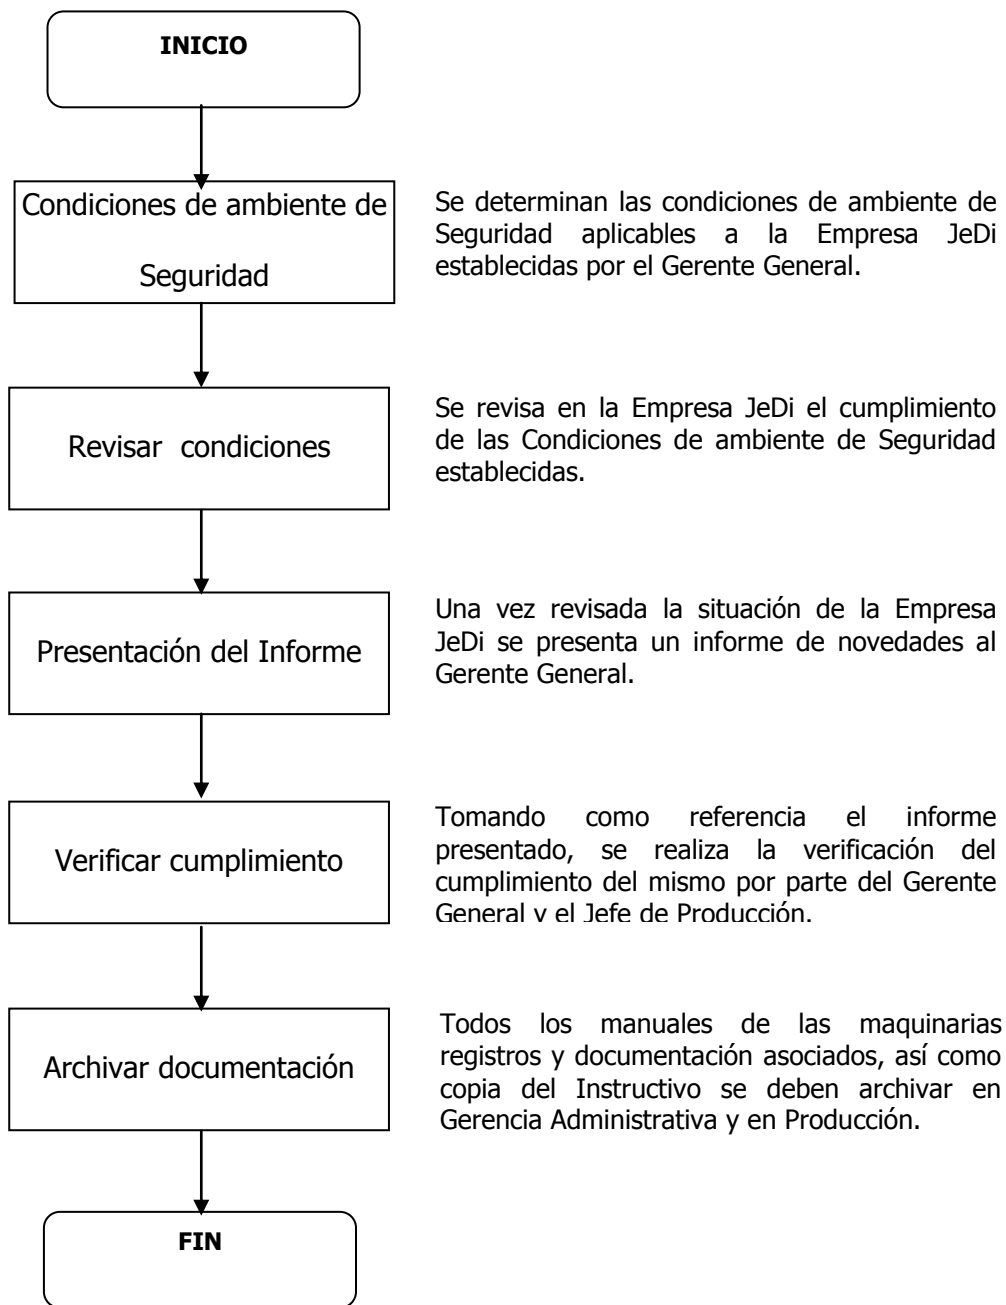 INICIO
Condiciones de ambiente de
Seguridad
Se determinan las condiciones de ambiente de
Seguridad aplicables a la Empresa JeDi
establecidas por el Gerente General.
Revisar condiciones
Se revisa en la Empresa JeDi el cumplimiento
de las Condiciones de ambiente de Seguridad
establecidas.
Presentación del Informe
Una vez revisada la situación de la Empresa
JeDi se presenta un informe de novedades al
Gerente General.
Verificar cumplimiento
Tomando como referencia el informe
presentado, se realiza la verificación del
cumplimiento del mismo por parte del Gerente
General y el Jefe de Producción.
Archivar documentación
Todos los manuales de las maquinarias
registros y documentación asociados, así como
copia del Instructivo se deben archivar en
Gerencia Administrativa y en Producción.
FIN